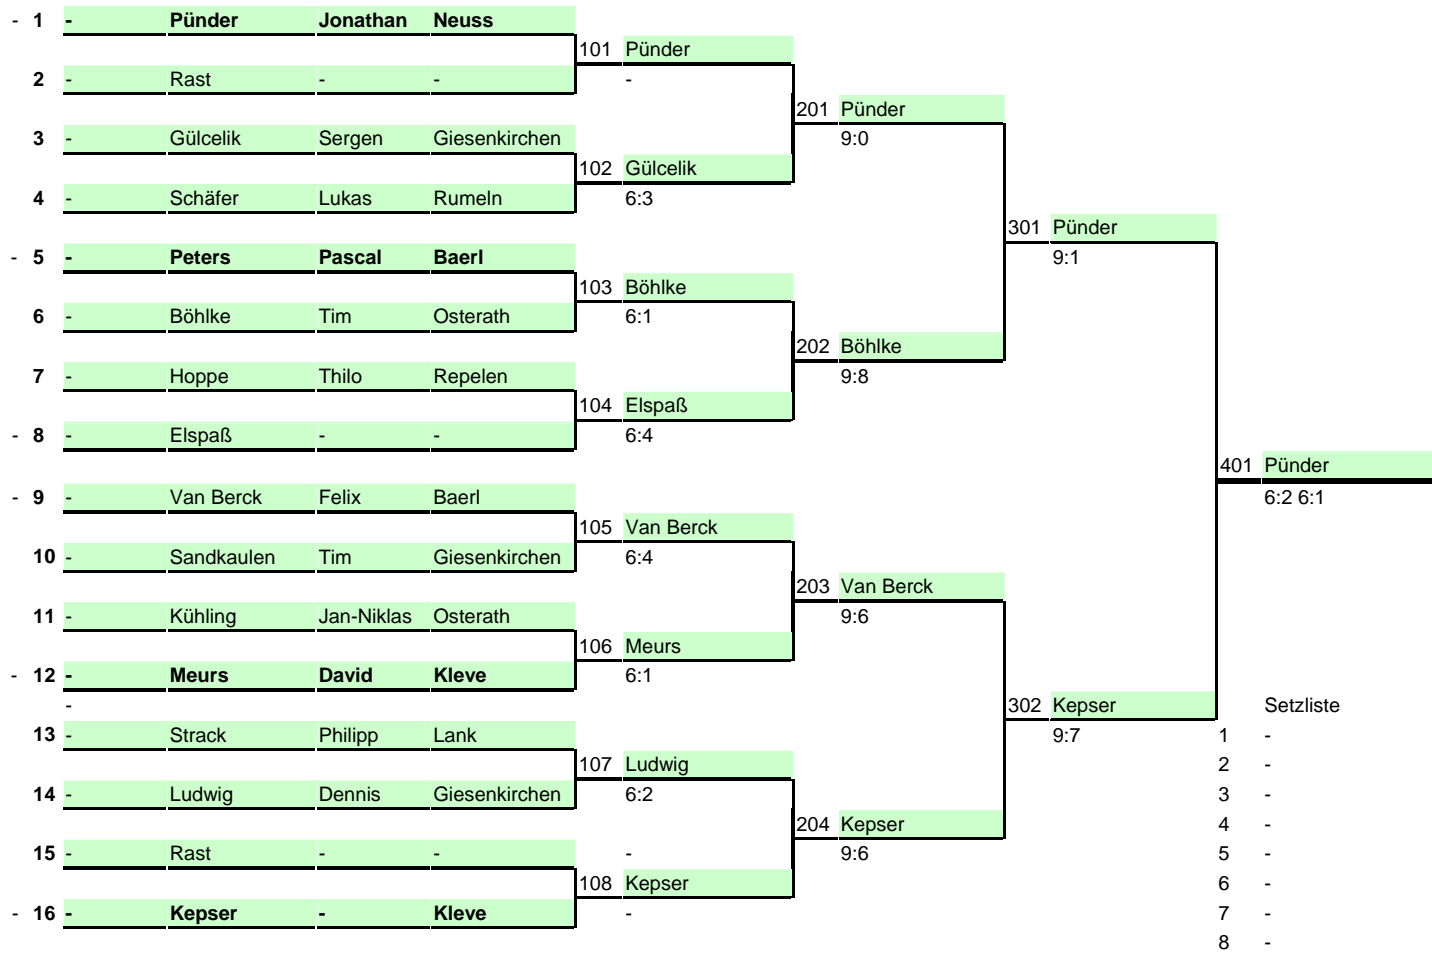 - 1 - Pünder Jonathan Neuss
101 Pünder
2 - Rast - - -
201 Pünder
3 - Gülcelik Sergen Giesenkirchen 9:0
102 Gülcelik
4 - Schäfer Lukas Rumeln 6:3
301 Pünder
- 5 - Peters Pascal Baerl 9:1
103 Böhlke
6 - Böhlke Tim Osterath 6:1
202 Böhlke
7 - Hoppe Thilo Repelen 9:8
104 Elspaß
- 8 - Elspaß - - 6:4
401 Pünder
- 9 - Van Berck Felix Baerl 6:2 6:1
105 Van Berck
10 - Sandkaulen Tim Giesenkirchen 6:4
203 Van Berck
11 - Kühling Jan-Niklas Osterath 9:6
106 Meurs
- 12 - Meurs David Kleve 6:1
- 302 Kepser Setzliste
13 - Strack Philipp Lank 9:7 1 -
107 Ludwig 2 -
14 - Ludwig Dennis Giesenkirchen 6:2 3 -
204 Kepser 4 -
15 - Rast - - - 9:6 5 -
108 Kepser 6 -
- 16 - Kepser - Kleve - 7 -
8 -